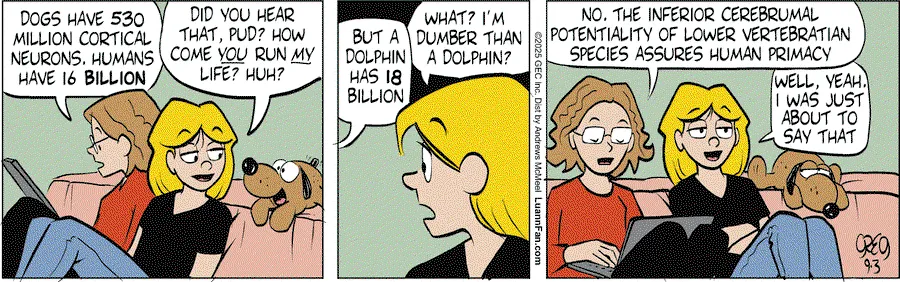 DOGS HAVE 530
MILLION CORTICAL
NEURONS. HUMANS
HAVE 16 BILLION
DID YOU HEAR
THAT, PUD? HOW
COME YOU RUN MY
LIFE? HUH?
BUT A
DOLPHIN
HAS 18
BILLION
WHAT? I'M
DUMBER THAN
A DOLPHIN?
©2025 GEC Inc. Dist by Andrews McMeel LuannFan.com
NO. THE INFERIOR CEREBRUMAL
POTENTIALITY OF LOWER VERTEBRATIAN
SPECIES ASSURES HUMAN PRIMACY
WELL, YEAH.
I WAS JUST
ABOUT TO
SAY THAT
GREG
9-3